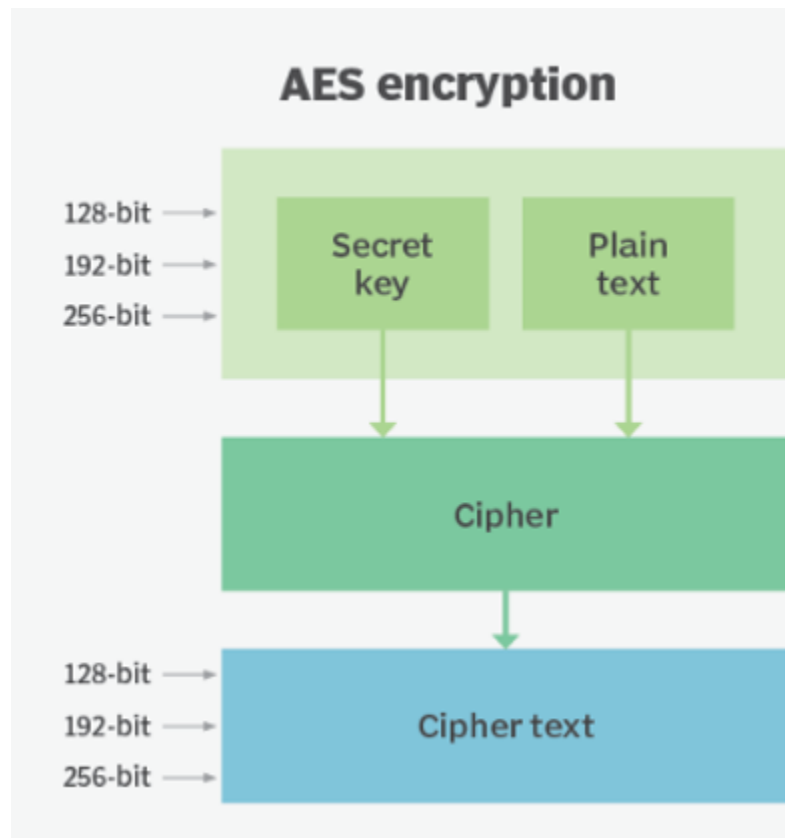 AES encryption
128-bit
192-bit
256-bit
Secret
key
Plain
text
Cipher
128-bit
192-bit
256-bit
Cipher text